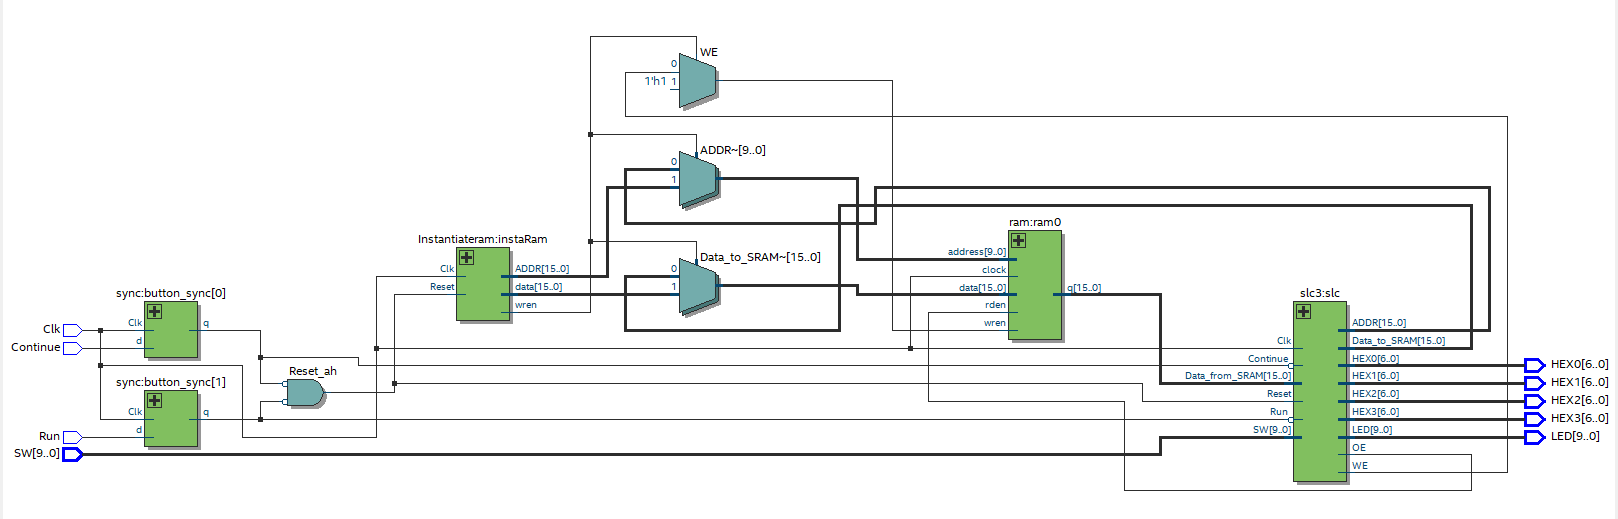 WE
0
1'h1 1
ADDR~[9..0]
0
1
Instantiateram:instaRam
Clk
Reset
ADDR[15..0]
data[15..0]
wren
Data_to_SRAM~[15..0]
0
1
ram:ram0
address[9..0]
clock
data[15..0]
rden
wren
q[15..0]
sync:button_sync[0]
Clk
d
q
Clk
Continue
sync:button_sync[1]
Clk
d
q
Run
SW[9..0]
Reset_ah
slc3:slc
Clk
Continue
Data_from_SRAM[15..0]
Reset
Run
SW[9..0]
ADDR[15..0]
Data_to_SRAM[15..0]
HEX0[6..0]
HEX1[6..0]
HEX2[6..0]
HEX3[6..0]
LED[9..0]
OE
WE
HEX0[6..0]
HEX1[6..0]
HEX2[6..0]
HEX3[6..0]
LED[9..0]